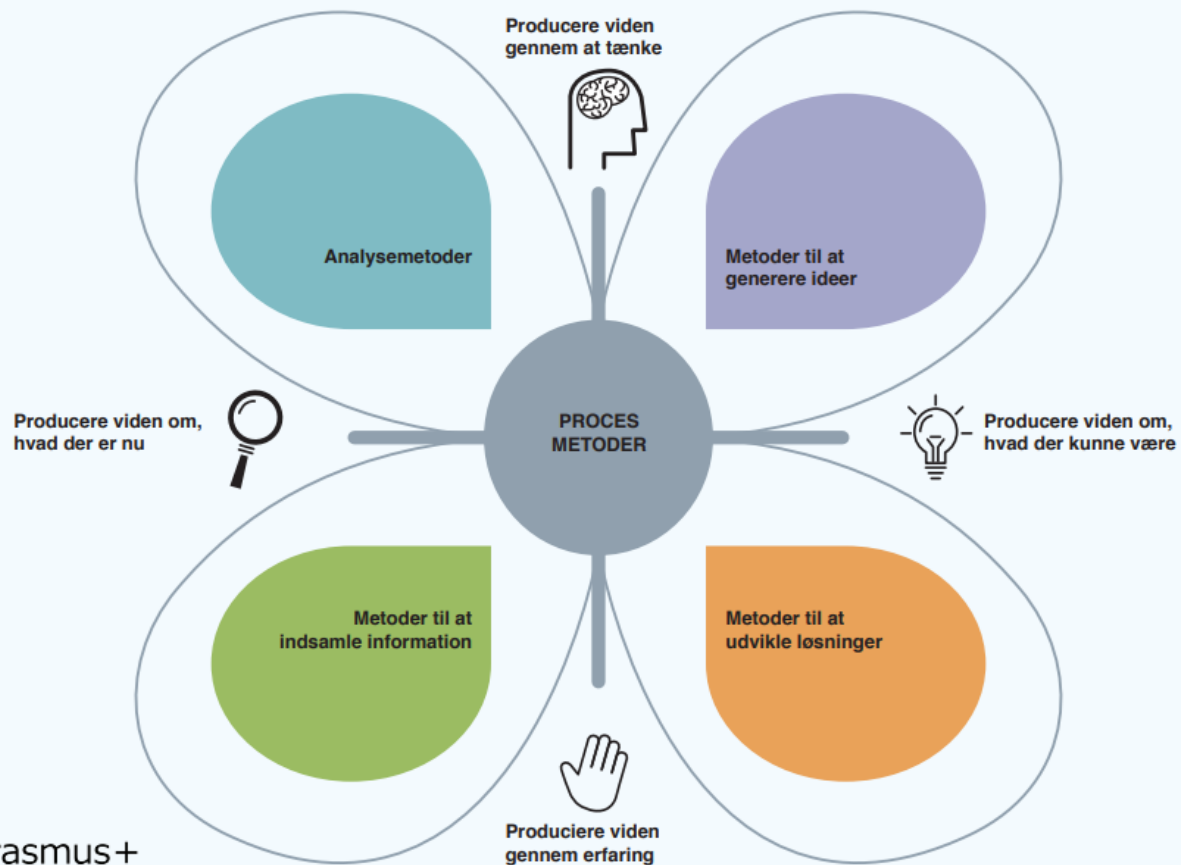 Producere viden
gennem at tænke
Analysemetoder
Metoder til at
generere ideer
Producere viden om,
hvad der er nu
PROCES
METODER
Producere viden om,
hvad der kunne være
Metoder til at
indsamle information
Metoder til at
udvikle løsninger
Produciere viden
gennem erfaring
rasmus+